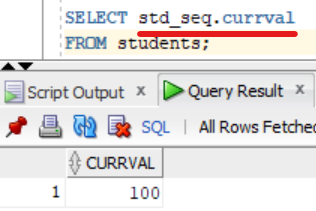 SELECT std_seq.currval
FROM students;
Script Output x Query Result x
SQL | All Rows Fetched
CURRVAL
1 100